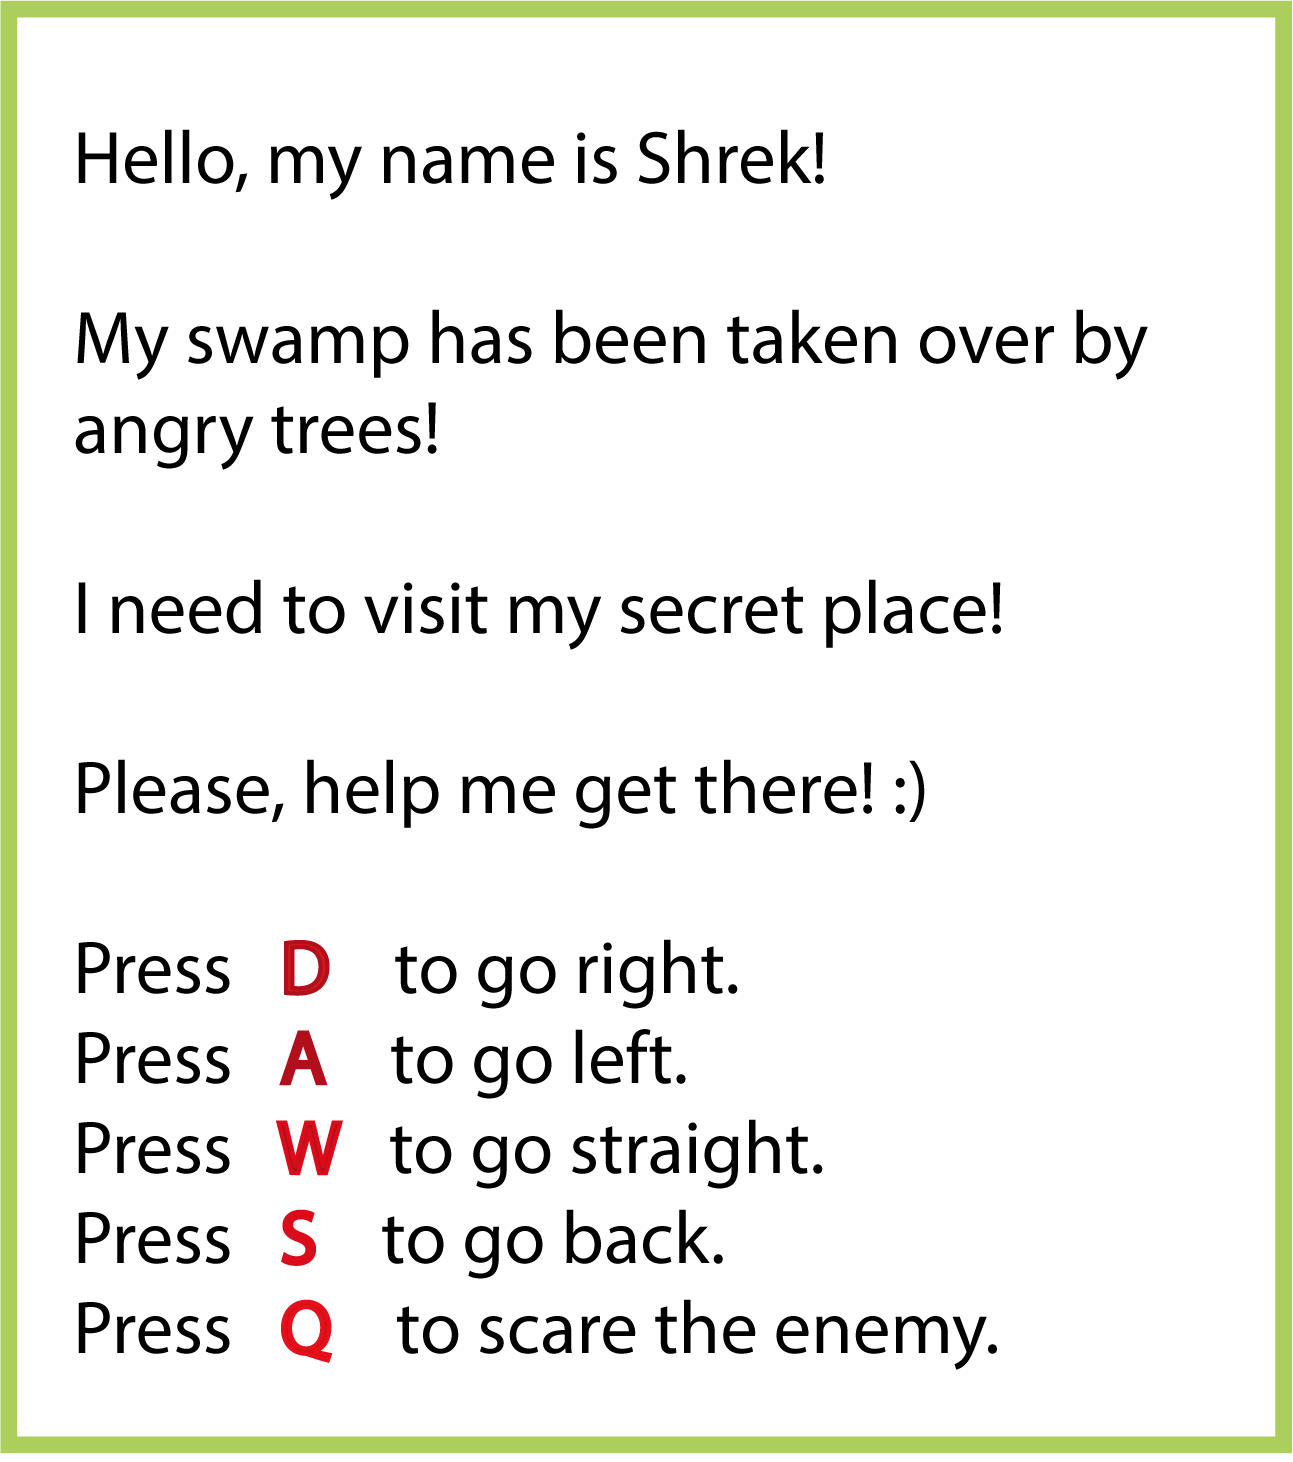 Hello, my name is Shrek!
My swamp has been taken over by
angry trees!
I need to visit my secret place!
Please, help me get there! :)
Press D to go right.
Press A to go left.
Press W to go straight.
Press S to go back.
Press Q to scare the enemy.